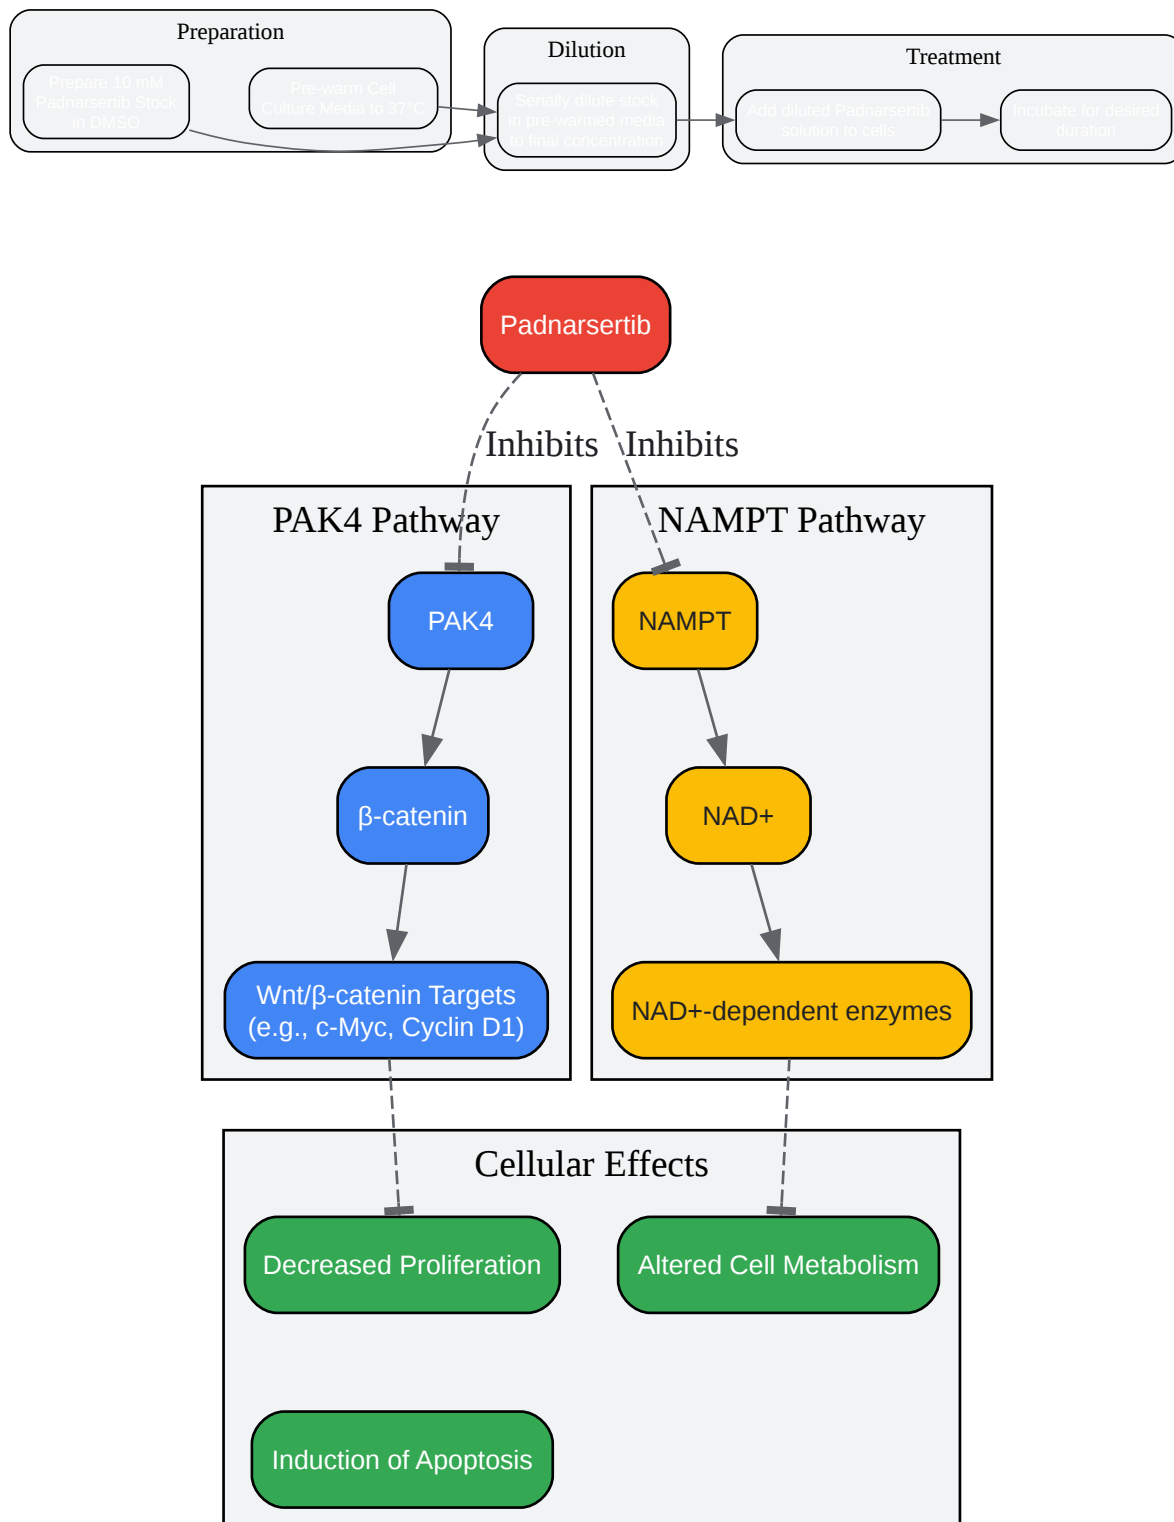 Preparation
Prepare 10 mM
Padnarsertib Stock
in DMSO
Pre-warm Cell
Culture Media to 37°C
Dilution
Serially dilute stock
in pre-warmed media
to final concentration
Treatment
Add diluted Padnarsertib
solution to cells
Incubate for desired
duration
Padnarsertib
Inhibits
Inhibits
PAK4 Pathway
PAK4
β-catenin
Wnt/β-catenin Targets
(e.g., c-Myc, Cyclin D1)
NAMPT Pathway
NAMPT
NAD+
NAD+-dependent enzymes
Cellular Effects
Decreased Proliferation
Altered Cell Metabolism
Induction of Apoptosis